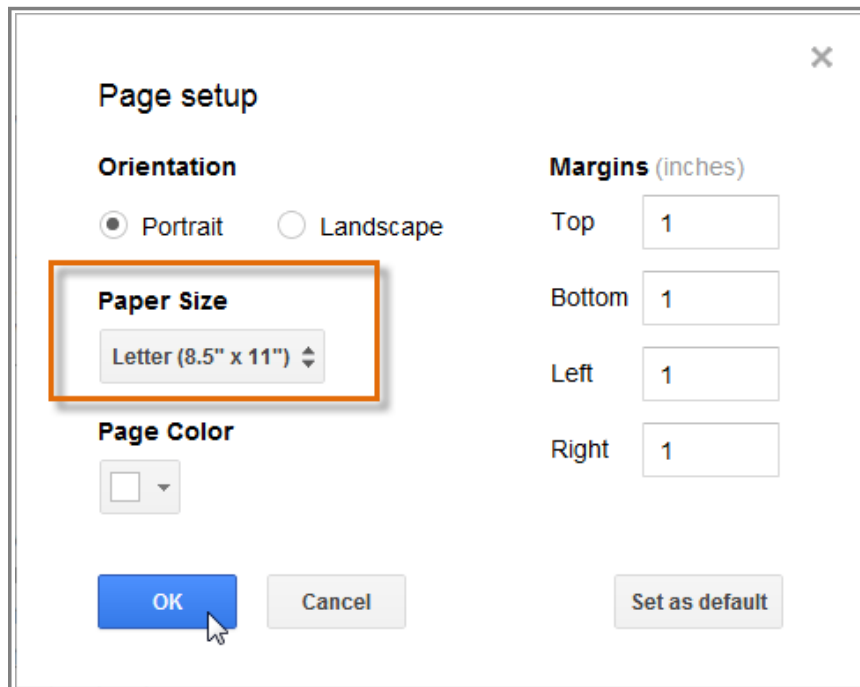 Page setup
Orientation
Portrait
Landscape
Paper Size
Letter (8.5" x 11")
Page Color
Margins (inches)
Top 1
Bottom 1
Left 1
Right 1
OK
Cancel
Set as default